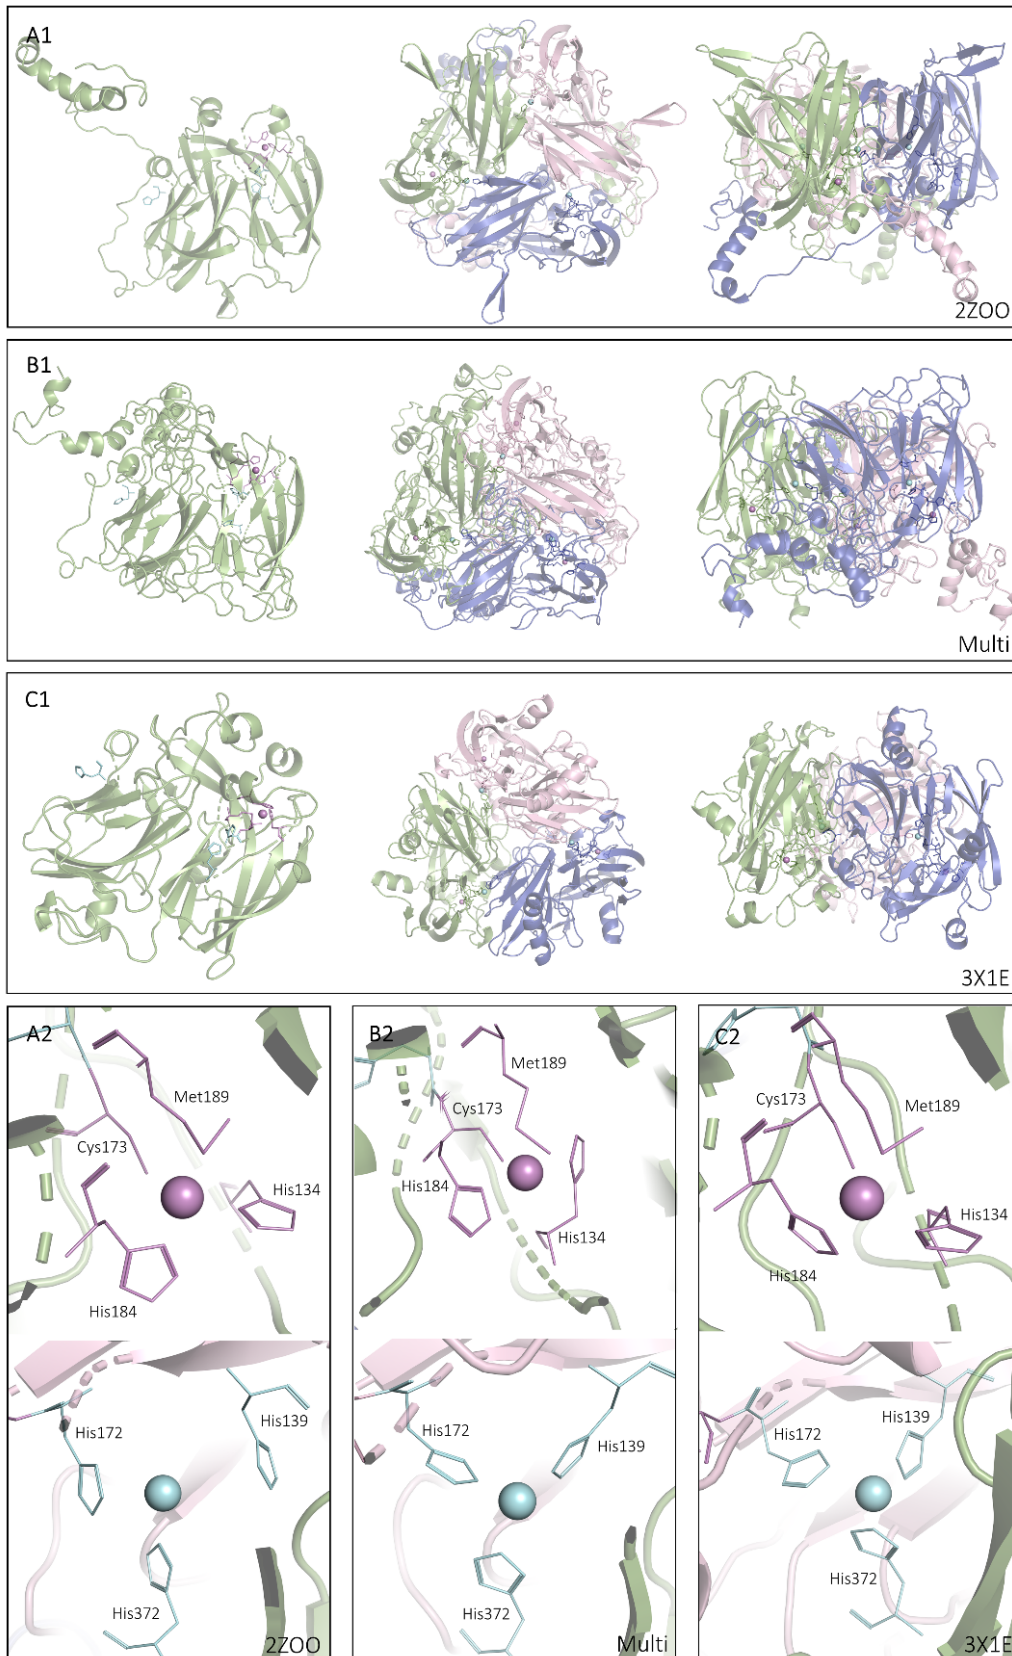 A1
2ZOO
B1
Multi
C1
3X1E
A2
Met189
Cys173
His134
His184
His172
His139
His372
2ZOO
B2
Met189
Cys173
His184
His134
His172
His139
His372
Multi
C2
Cys173
Met189
His134
His184
His139
His172
His372
3X1E